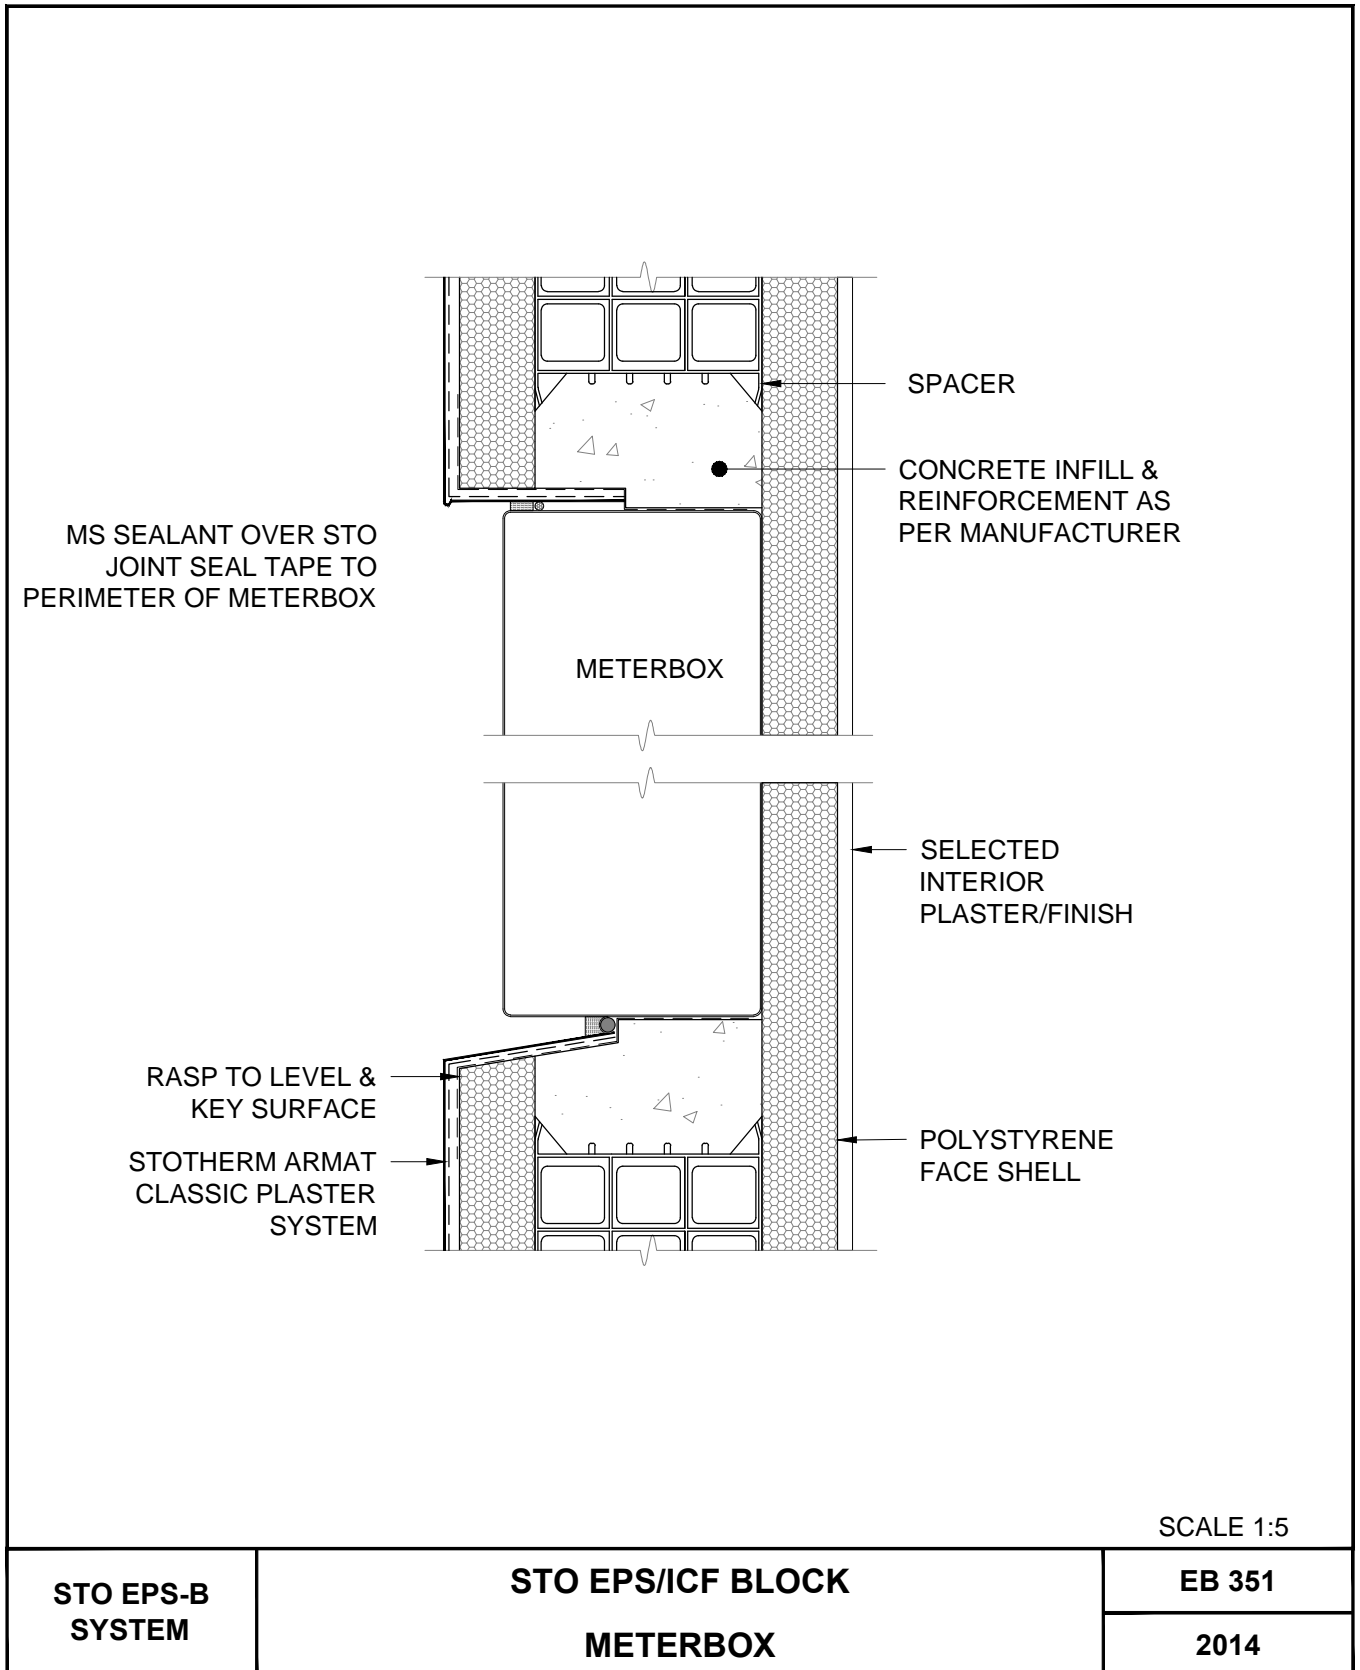 SPACER
CONCRETE INFILL &
REINFORCEMENT AS
PER MANUFACTURER
MS SEALANT OVER STO
JOINT SEAL TAPE TO
PERIMETER OF METERBOX
METERBOX
SELECTED
INTERIOR
PLASTER/FINISH
RASP TO LEVEL &
KEY SURFACE
STOTHERM ARMAT
CLASSIC PLASTER
SYSTEM
POLYSTYRENE
FACE SHELL
SCALE 1:5
STO EPS-B
SYSTEM
STO EPS/ICF BLOCK
METERBOX
EB 351
2014